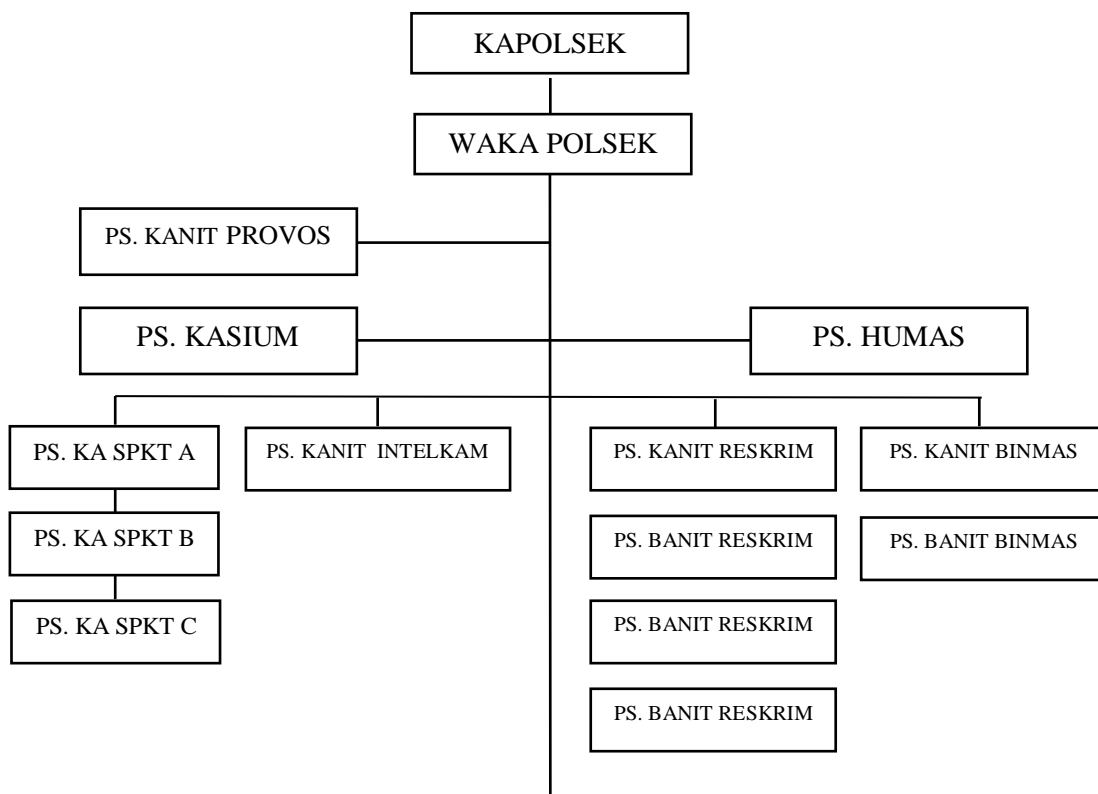 KAPOLSEK
WAKA POLSEK
PS. KANIT PROVOS
PS. KASIUM
PS. HUMAS
PS. KA SPKT A
PS. KANIT INTELKAM
PS. KANIT RESKRIM
PS. KANIT BINMAS
PS. KA SPKT B
PS. BANIT RESKRIM
PS. BANIT BINMAS
PS. KA SPKT C
PS. BANIT RESKRIM
PS. BANIT RESKRIM